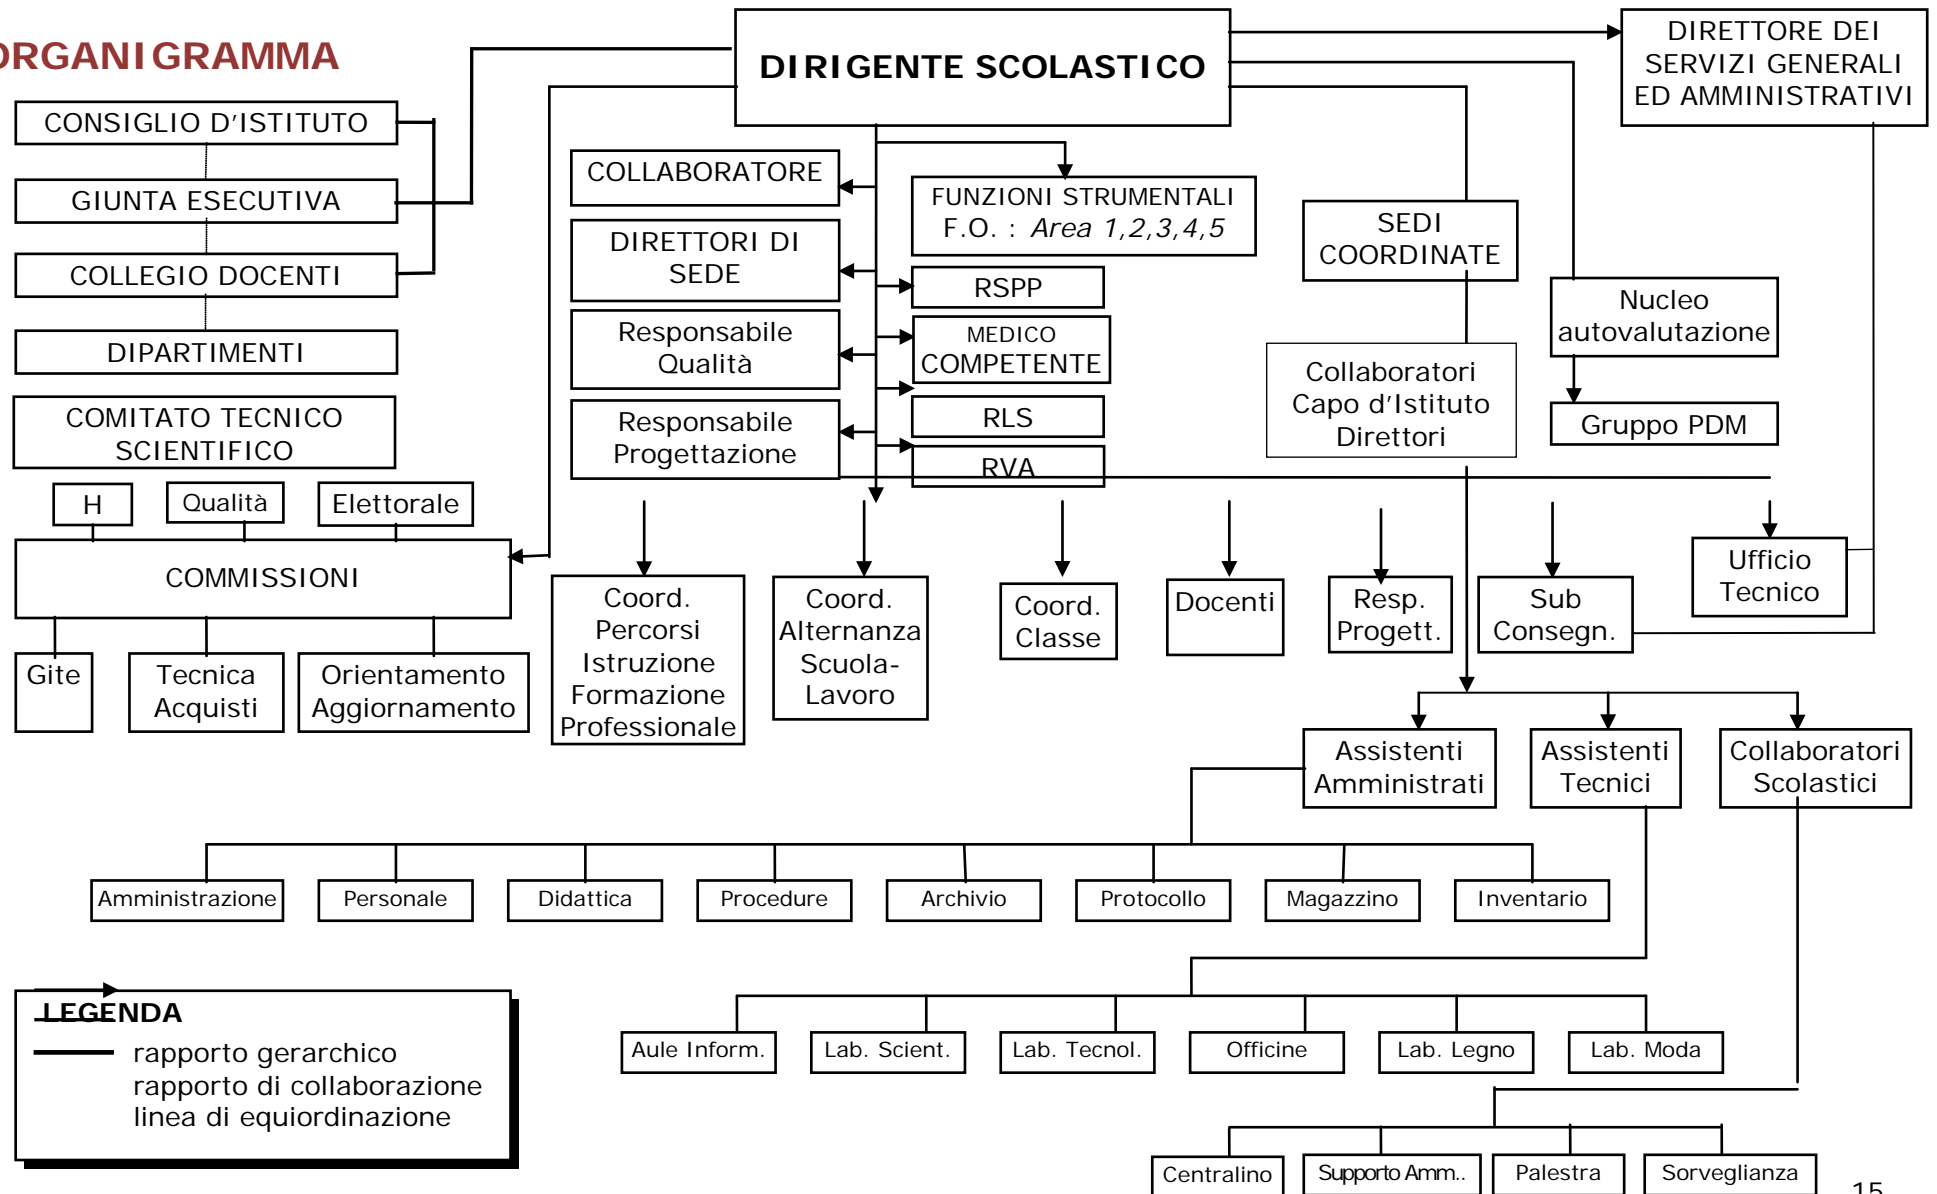 ORGANIGRAMMA
DIRIGENTE SCOLASTICO
DIRETTORE DEI
SERVIZI GENERALI
ED AMMINISTRATIVI
CONSIGLIO D'ISTITUTO
GIUNTA ESECUTIVA
COLLEGIO DOCENTI
DIPARTIMENTI
COMITATO TECNICO
SCIENTIFICO
COLLABORATORE
DIRETTORI DI
SEDE
Responsabile
Qualità
Responsabile
Progettazione
FUNZIONI STRUMENTALI
F.O. : Area 1,2,3,4,5
RSPP
MEDICO
COMPETENTE
RLS
RVA
SEDI
COORDINATE
Collaboratori
Capo d'Istituto
Direttori
Nucleo
autovalutazione
Gruppo PDM
H
Qualità
Elettorale
COMMISSIONI
Gite
Tecnica
Acquisti
Orientamento
Aggiornamento
Coord.
Percorsi
Istruzione
Formazione
Professionale
Coord.
Alternanza
Scuola-
Lavoro
Coord.
Classe
Docenti
Resp.
Progett.
Sub
Consegn.
Ufficio
Tecnico
Assistenti
Amministrati
Assistenti
Tecnici
Collaboratori
Scolastici
Amministrazione
Personale
Didattica
Procedure
Archivio
Protocollo
Magazzino
Inventario
LEGENDA
rapporto gerarchico
rapporto di collaborazione
linea di equiordinazione
Aule Inform.
Lab. Scient.
Lab. Tecnol.
Officine
Lab. Legno
Lab. Moda
Centralino
Supporto Amm..
Palestra
Sorveglianza
15